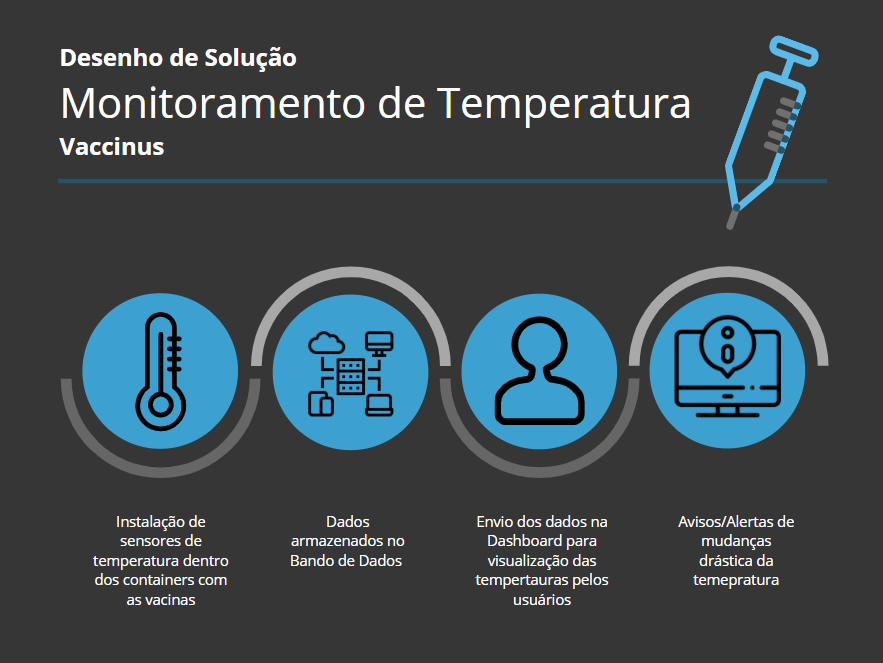 Desenho de Solução
Monitoramento de Temperatura
Vaccinus
Instalação de
sensores de
temperatura dentro
dos containers com
as vacinas
Dados
armazenados no
Bando de Dados
Envio dos dados na
Dashboard para
visualização das
tempertauras pelos
usuários
Avisos/Alertas de
mudanças
drástica da
temepratura